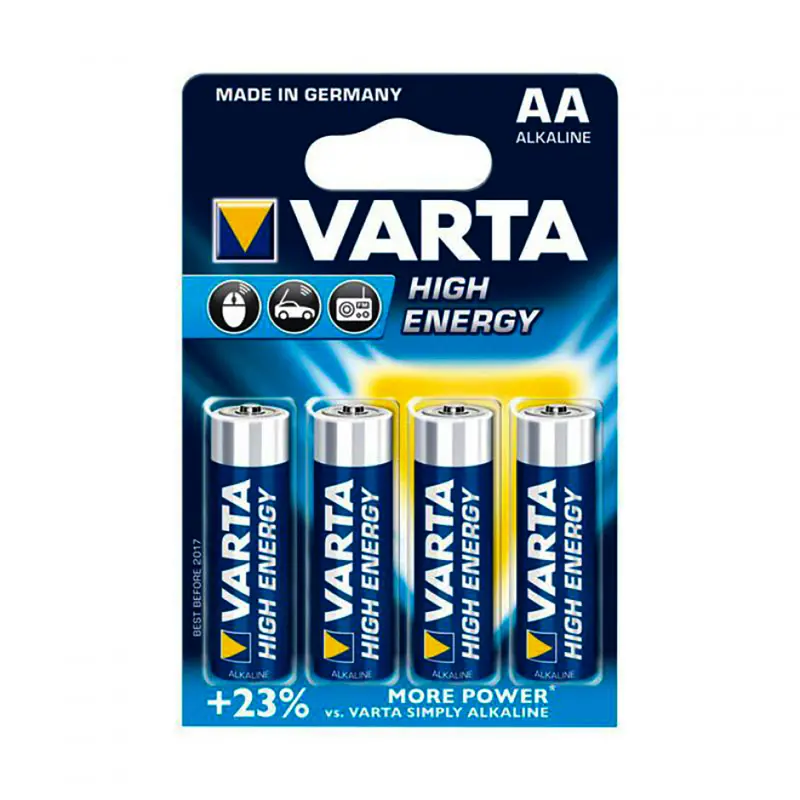 MADE IN GERMANY
AA
ALKALINE
VARTA
FM
HIGH
ENERGY
BEST BEFORE 2017
VARTA
HIGH ENERGY
ALKALINE
VARTA
HIGH ENERGY
ALKALINE
VARTA
HIGH ENERGY
ALKALINE
VARTA
HIGH ENERGY
ALKALINE
+23%
MORE POWER*
vs. VARTA SIMPLY ALKALINE